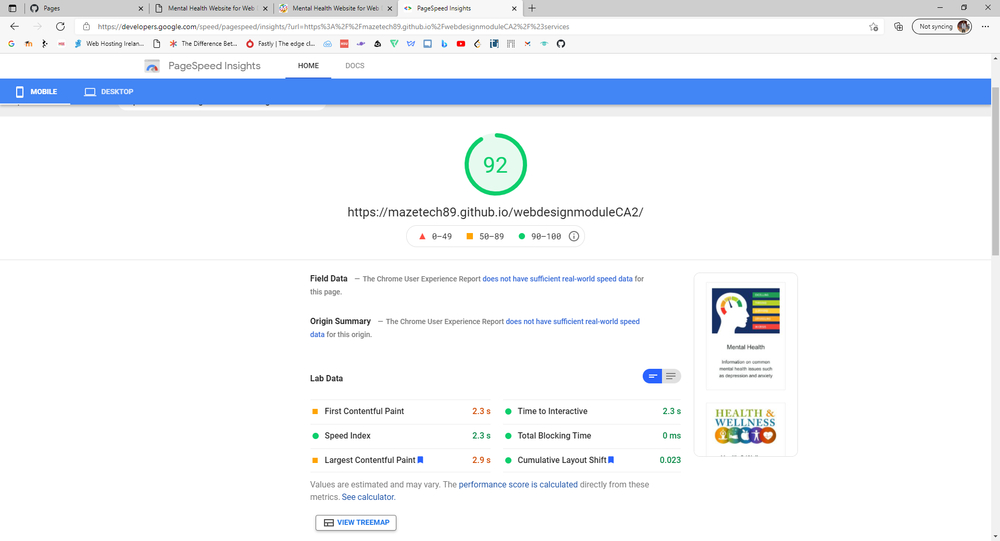 Pages
Mental Health Website for Web
Mental Health Website for Web
PageSpeed Insights
https://developers.google.com/speed/pagespeed/insights/?url=https%3A%2F%2Fmazetech89.github.io%2FwebdesignmoduleCA2%2F%23services
Not syncing
Web Hosting Irelan...
The Difference Bet...
Fastly | The edge cl...
HSU
PageSpeed Insights
HOME
DOCS
MOBILE
DESKTOP
92
https://mazetech89.github.io/webdesignmoduleCA2/
0–49
50–89
90–100
Field Data — The Chrome User Experience Report does not have sufficient real-world speed data for
this page.
Origin Summary — The Chrome User Experience Report does not have sufficient real-world speed
data for this origin.
EXCELLING
IN CRISIS
Mental Health
Information on common
mental health issues such
as depression and anxiety
HEALTH &
WELLNESS
Lab Data
First Contentful Paint 2.3 s
Time to Interactive 2.3 s
Speed Index 2.3 s
Total Blocking Time 0 ms
Largest Contentful Paint 2.9 s
Cumulative Layout Shift 0.023
Values are estimated and may vary. The performance score is calculated directly from these
metrics. See calculator.
VIEW TREEMAP